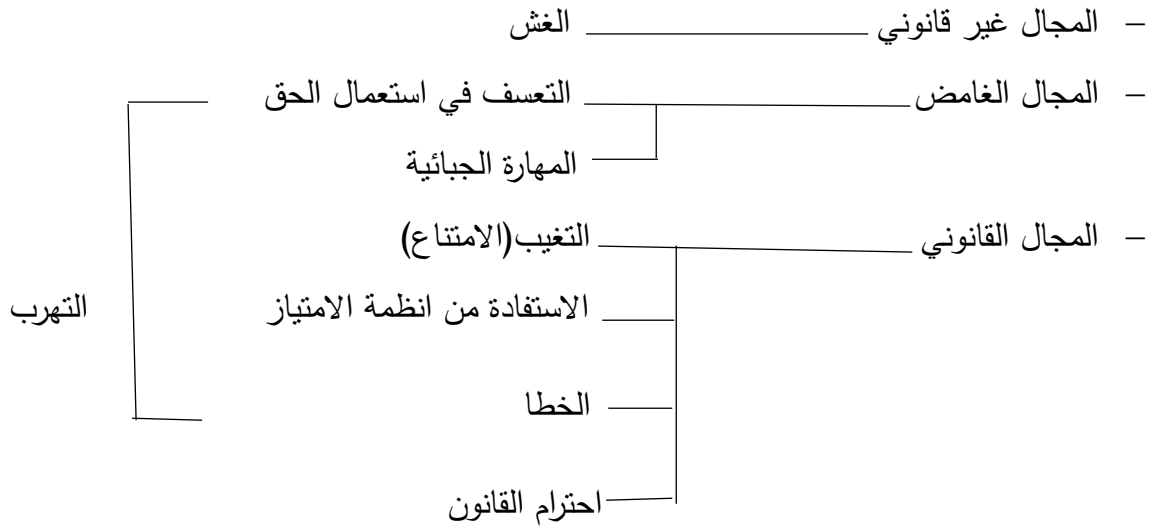 – المجال غير قانوني الغش
– المجال الغامض التعسف في استعمال الحق
المهارة الجبائية
– المجال القانوني التغيب(الامتناع)
الاستفادة من انظمة الامتياز التهرب
الخطا
احترام القانون